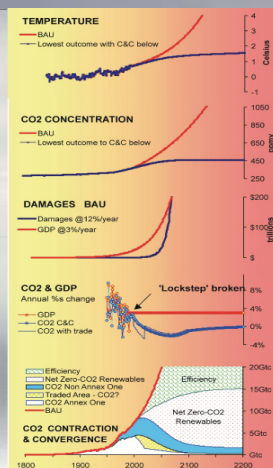 TEMPERATURE
BAU
Lowest outcome with C&C below
4
3
2
1
0
-1
Celsius
CO2 CONCENTRATION
BAU
Lowest outcome to C&C below
1050
850
650
450
250
ppmv
DAMAGES BAU
Damages @12%/year
GDP @3%/year
$200
$100
$
trillions
CO2 & GDP
Annual %s change
'Lockstep' broken
GDP
CO2 C&C
CO2 with trade
8%
4%
0%
-4%
Efficiency
Net Zero-CO2 Renewables
CO2 Non Annex One
Traded Area - CO2?
CO2 Annex One
BAU
Efficiency
Net Zero-CO2
Renewables
CO2 CONTRACTION
& CONVERGENCE
20Gtc
15Gtc
10Gtc
5Gtc
Gtc
1800 1900 2000 2100 2200